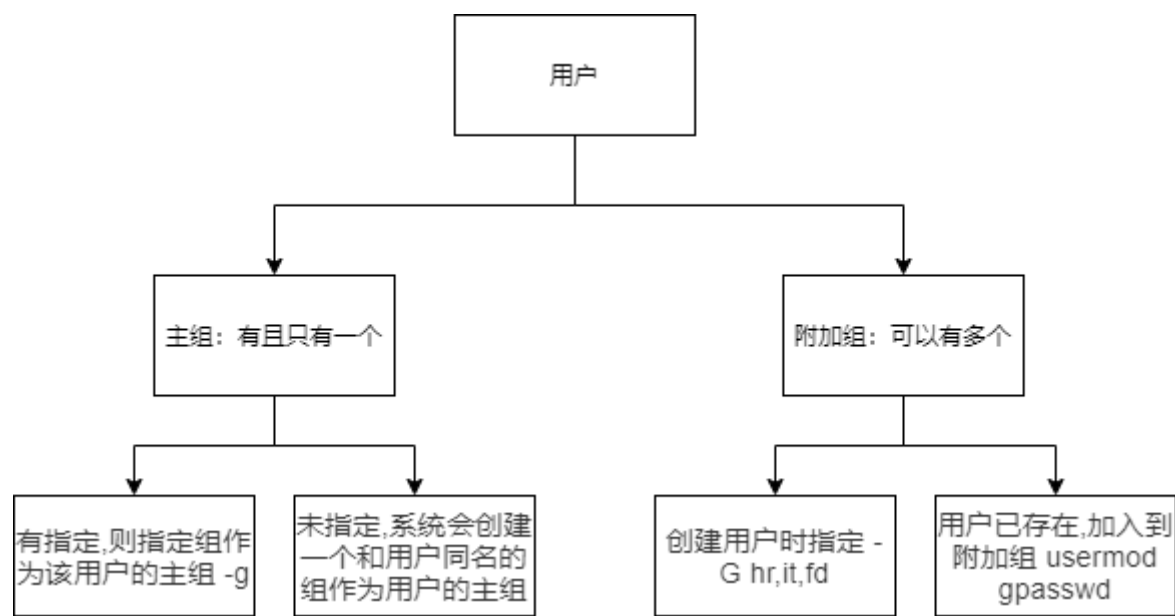 用户
主组：有且只有一个
附加组：可以有多个
有指定,则指定组作
为该用户的主组 -g
未指定,系统会创建
一个和用户同名的
组作为用户的主组
创建用户时指定 -
G hr,it,fd
用户已存在,加入到
附加组 usermod
gpasswd